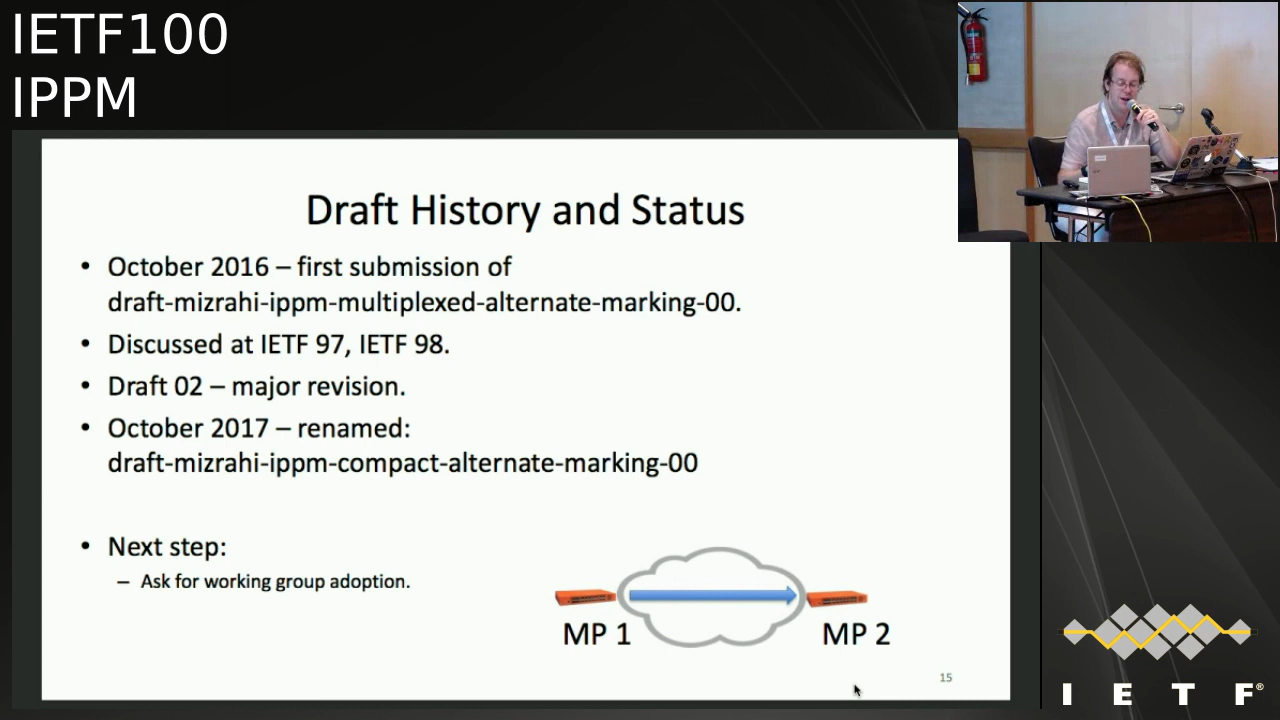 IETF100
IPPM
Draft History and Status
• October 2016 – first submission of
draft-mizrahi-ippm-multiplexed-alternate-marking-00.
• Discussed at IETF 97, IETF 98.
• Draft 02 – major revision.
• October 2017 – renamed:
draft-mizrahi-ippm-compact-alternate-marking-00
• Next step:
– Ask for working group adoption.
MP 1
MP 2
15
I E T F®